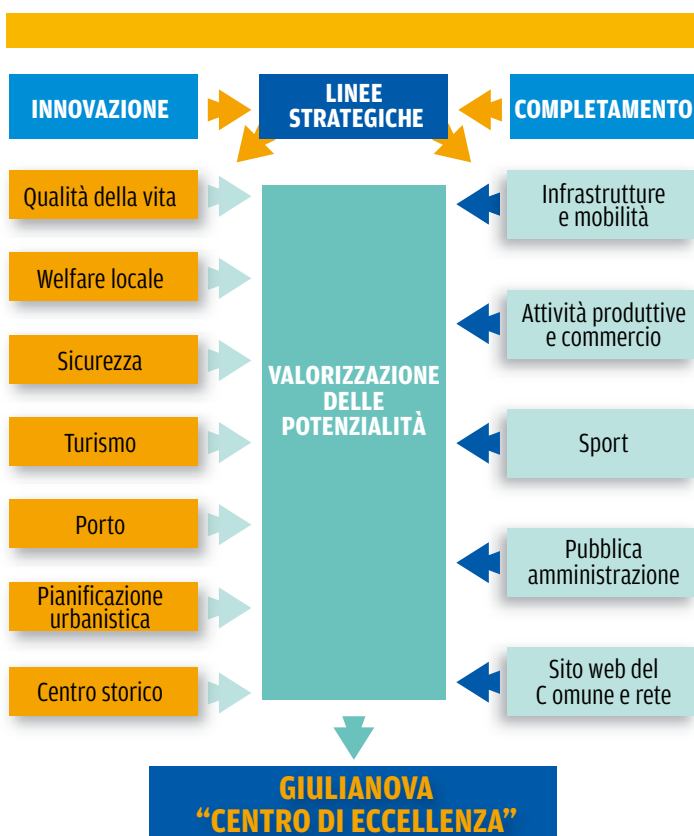 INNOVAZIONE
LINEE
STRATEGICHE
COMPLETAMENTO
Qualità della vita
Welfare locale
Sicurezza
Turismo
Porto
Pianificazione
urbanistica
Centro storico
VALORIZZAZIONE
DELLE
POTENZIALITÀ
Infrastrutture
e mobilità
Attività produttive
e commercio
Sport
Pubblica
amministrazione
Sito web del
C omune e rete
GIULIANOVA
“CENTRO DI ECCELLENZA”